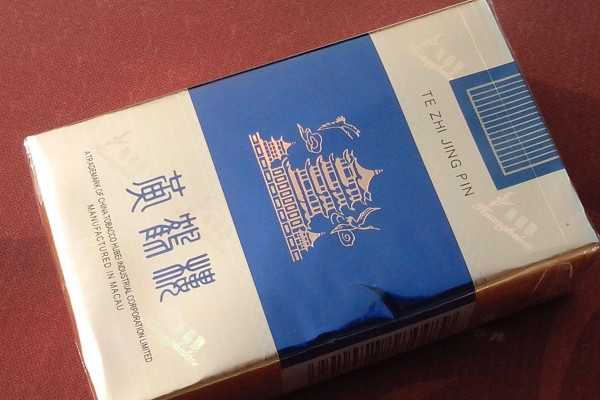 TE ZHI JING PIN
黃鶴樓
A TRADEMARK OF CHINA TOBACCO HUBEI INDUSTRIAL CORPORATION LIMITED
MANUFACTURED IN MACAU